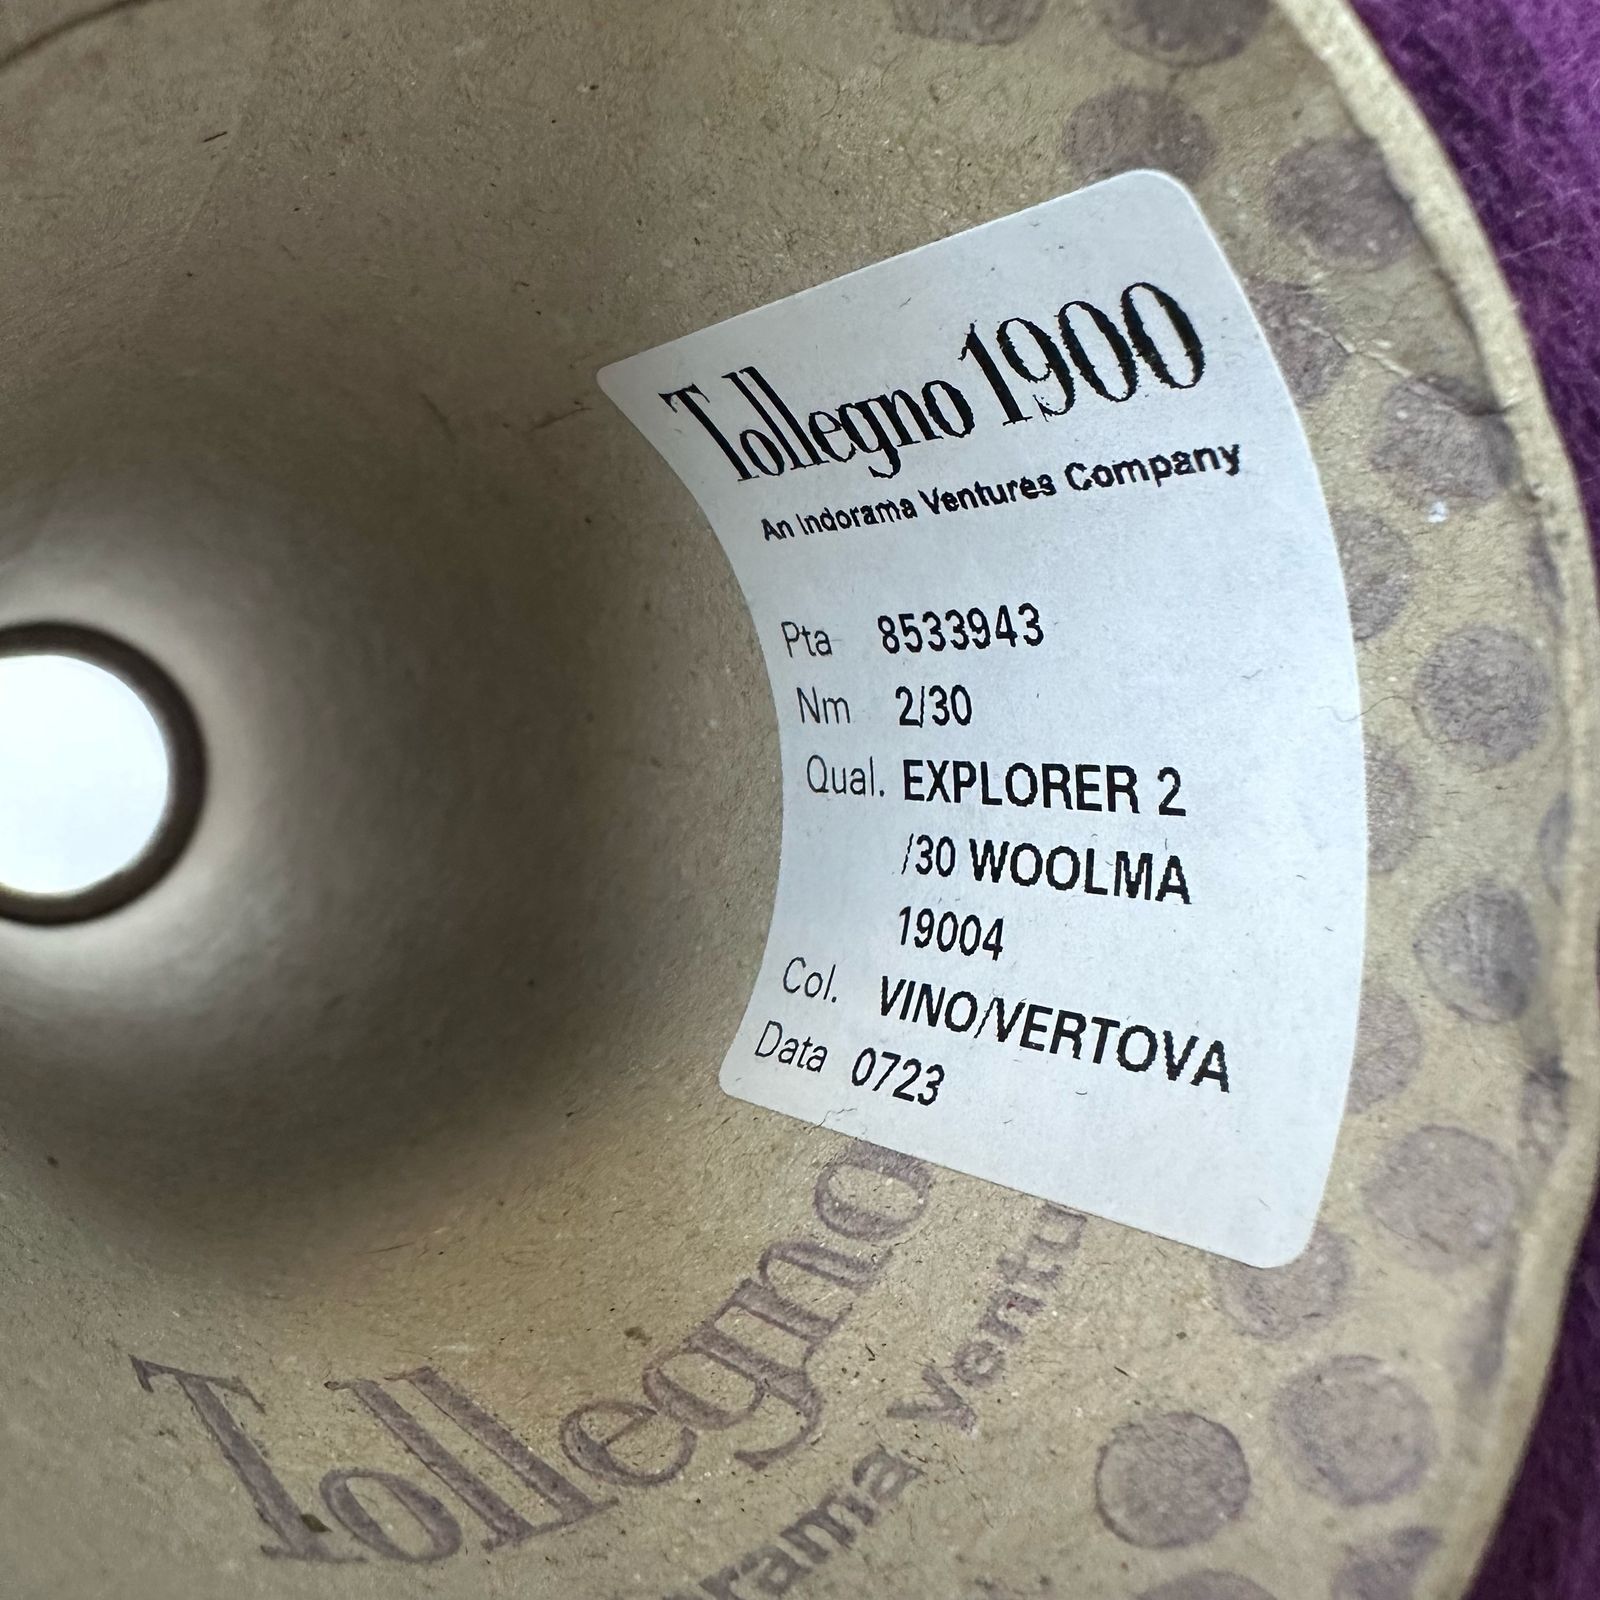 Tollegno 1900
An Indorama Ventures Company
Pta 8533943
Nm 2/30
Qual. EXPLORER 2
/30 WOOLMA
19004
Col. VINO/VERTOVA
Data 0723
Tollegno
rama Ventu